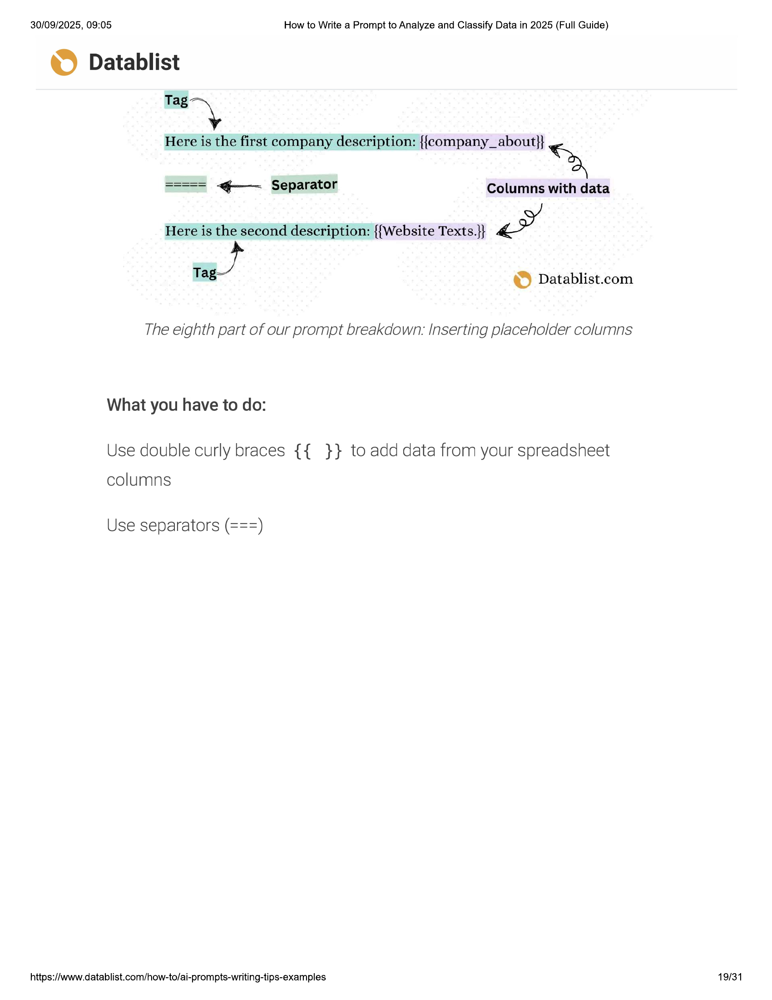 30/09/2025, 09:05 How to Write a Prompt to Analyze and Classify Data in 2025 (Full Guide)
Datablist
Tag
Here is the first company description: {{company_about}}
===== Separator
Columns with data
Here is the second description: {{Website Texts.}}
Tag
Datablist.com
The eighth part of our prompt breakdown: Inserting placeholder columns
What you have to do:
Use double curly braces {{ }} to add data from your spreadsheet
columns
Use separators (===)
https://www.datablist.com/how-to/ai-prompts-writing-tips-examples 19/31